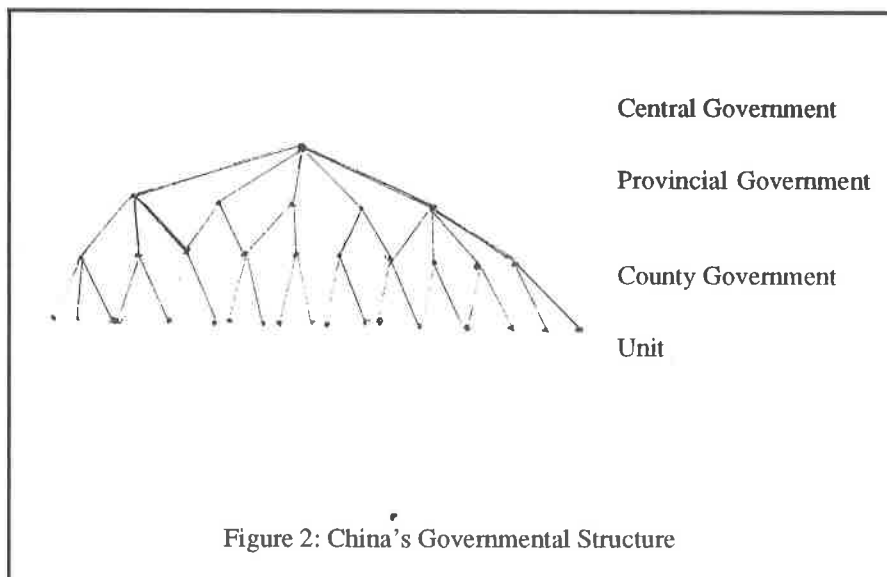 Central Government
Provincial Government
County Government
Unit
Figure 2: China's Governmental Structure